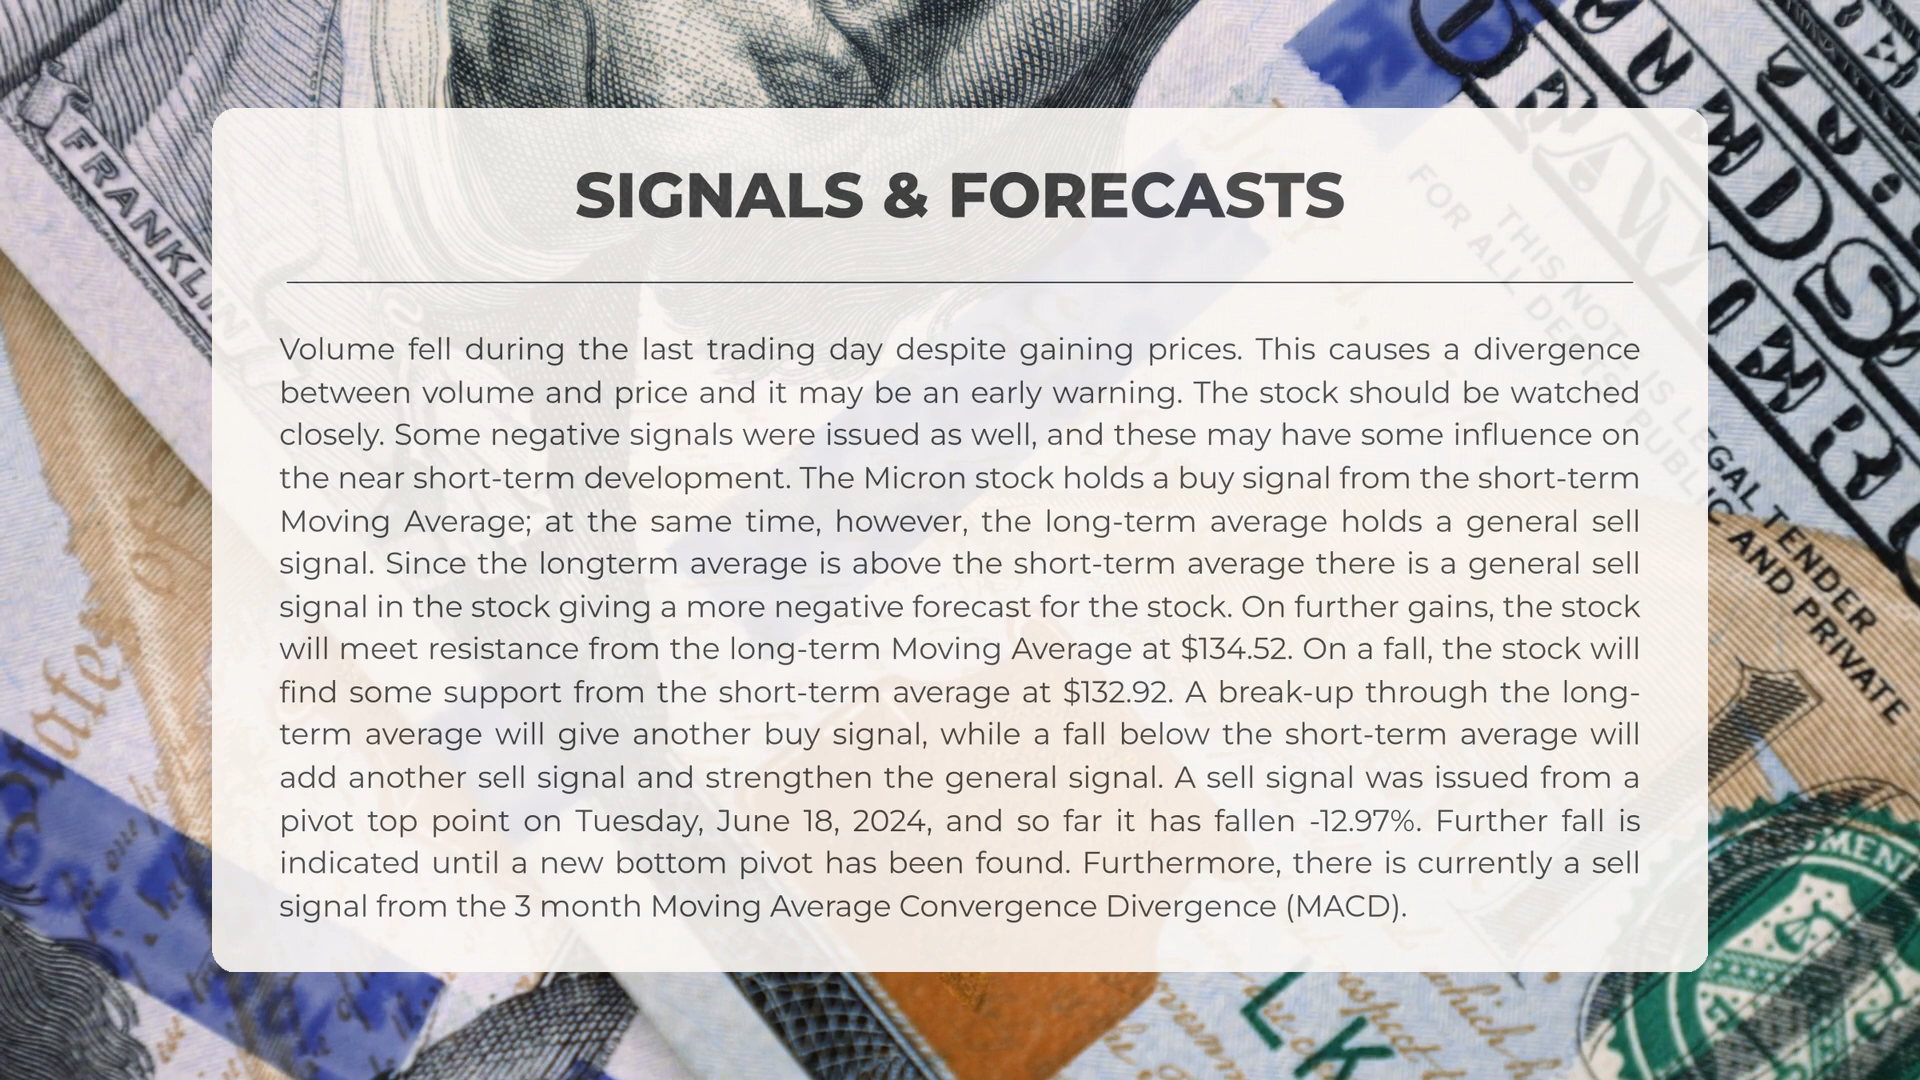 SIGNALS & FORECASTS
Volume fell during the last trading day despite gaining prices. This causes a divergence
between volume and price and it may be an early warning. The stock should be watched
closely. Some negative signals were issued as well, and these may have some influence on
the near short-term development. The Micron stock holds a buy signal from the short-term
Moving Average; at the same time, however, the long-term average holds a general sell
signal. Since the longterm average is above the short-term average there is a general sell
signal in the stock giving a more negative forecast for the stock. On further gains, the stock
will meet resistance from the long-term Moving Average at $134.52. On a fall, the stock will
find some support from the short-term average at $132.92. A break-up through the long-
term average will give another buy signal, while a fall below the short-term average will
add another sell signal and strengthen the general signal. A sell signal was issued from a
pivot top point on Tuesday, June 18, 2024, and so far it has fallen -12.97%. Further fall is
indicated until a new bottom pivot has been found. Furthermore, there is currently a sell
signal from the 3 month Moving Average Convergence Divergence (MACD).
FRANKLIN
THIS NOTE IS LEGAL TENDER
FOR ALL DEBTS PUBLIC AND PRIVATE